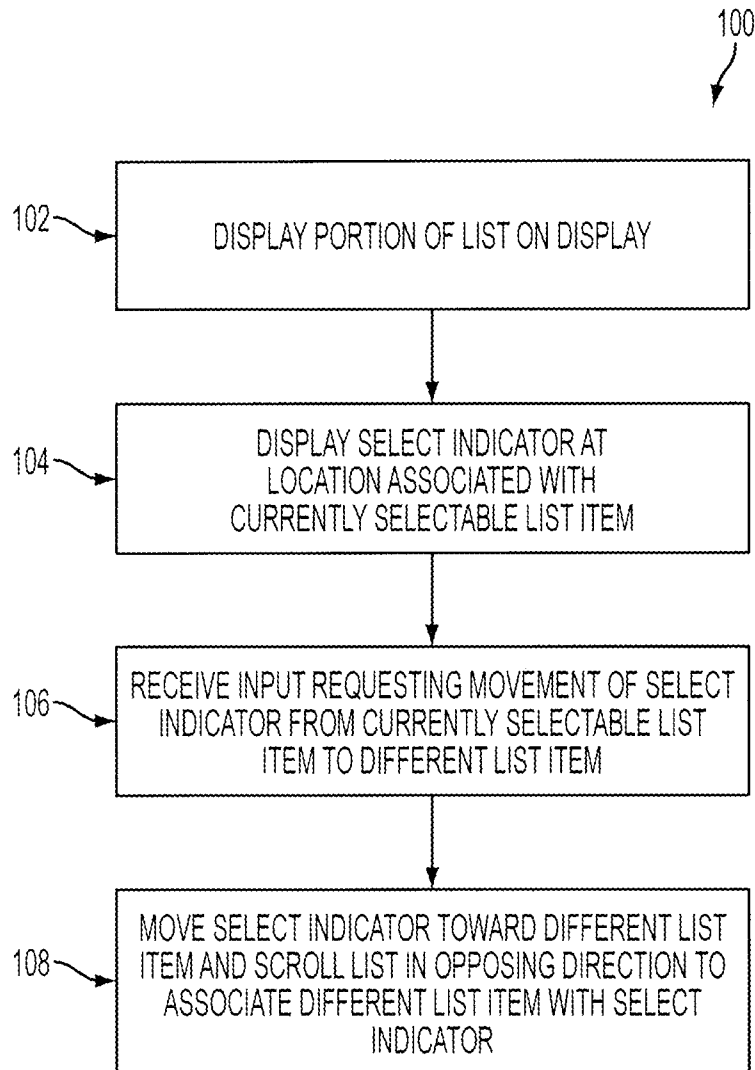 100
102
DISPLAY PORTION OF LIST ON DISPLAY
104
DISPLAY SELECT INDICATOR AT
LOCATION ASSOCIATED WITH
CURRENTLY SELECTABLE LIST ITEM
106
RECEIVE INPUT REQUESTING MOVEMENT OF SELECT
INDICATOR FROM CURRENTLY SELECTABLE LIST
ITEM TO DIFFERENT LIST ITEM
108
MOVE SELECT INDICATOR TOWARD DIFFERENT LIST
ITEM AND SCROLL LIST IN OPPOSING DIRECTION TO
ASSOCIATE DIFFERENT LIST ITEM WITH SELECT
INDICATOR